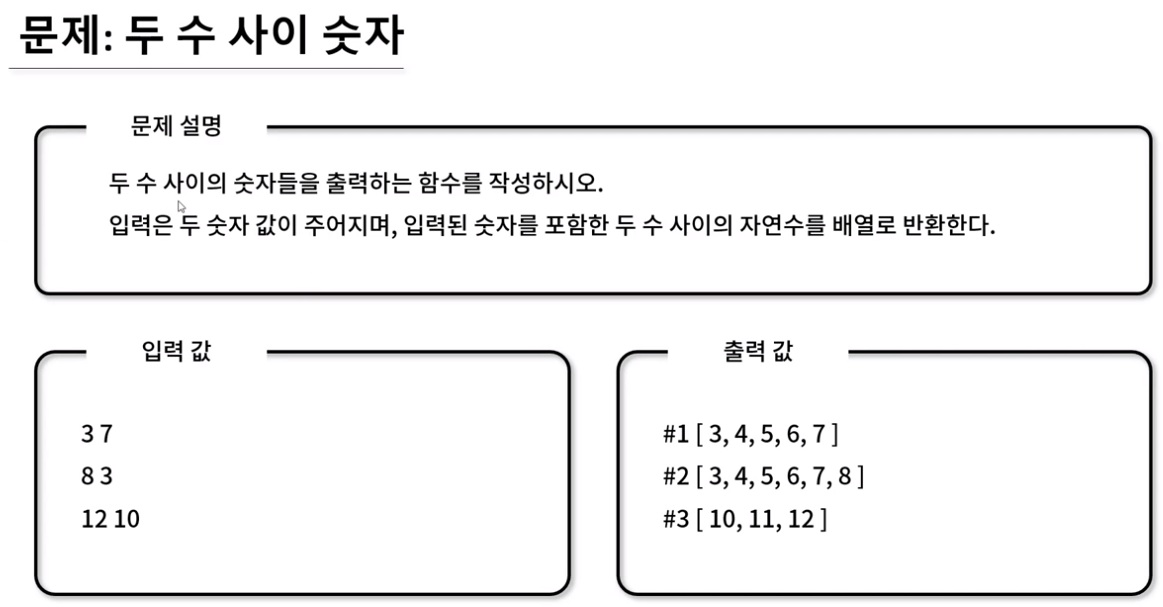 문제: 두 수 사이 숫자
문제 설명
두 수 사이의 숫자들을 출력하는 함수를 작성하시오.
입력은 두 숫자 값이 주어지며, 입력된 숫자를 포함한 두 수 사이의 자연수를 배열로 반환한다.
입력 값
3 7
8 3
12 10
출력 값
#1 [ 3, 4, 5, 6, 7 ]
#2 [ 3, 4, 5, 6, 7, 8 ]
#3 [ 10, 11, 12 ]